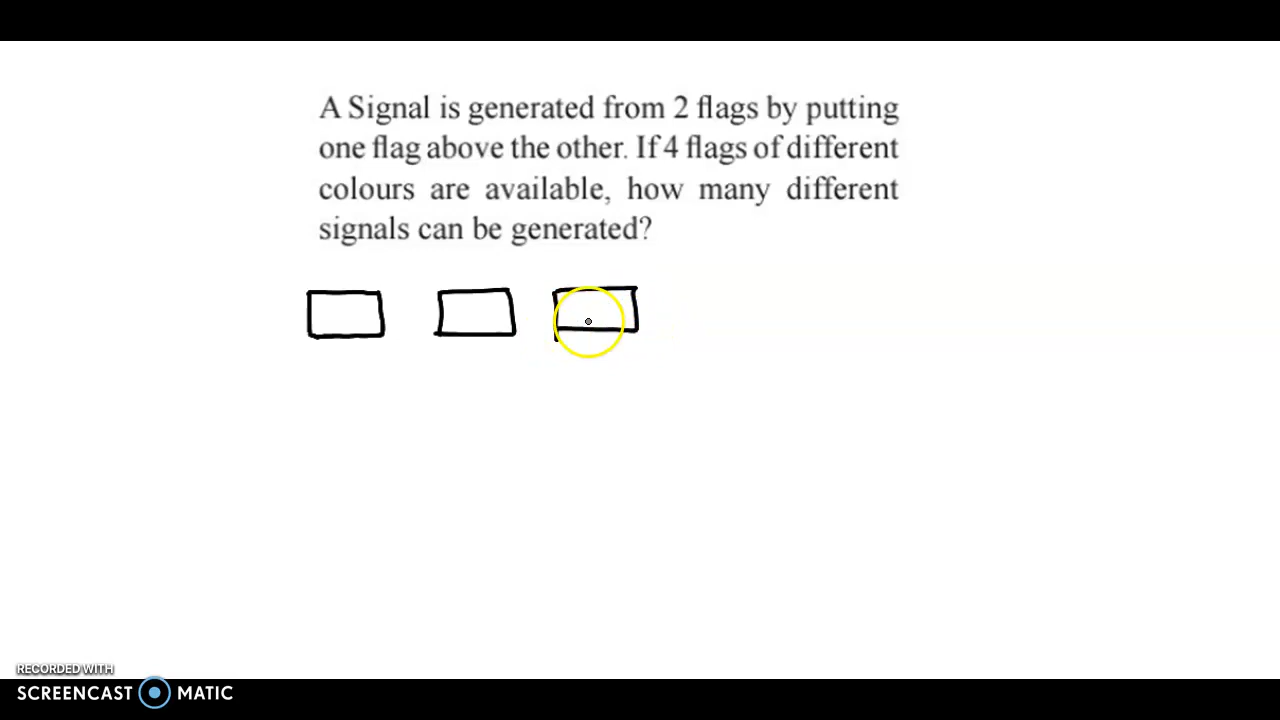 A Signal is generated from 2 flags by putting
one flag above the other. If 4 flags of different
colours are available, how many different
signals can be generated?
RECORDED WITH
SCREENCAST MATIC